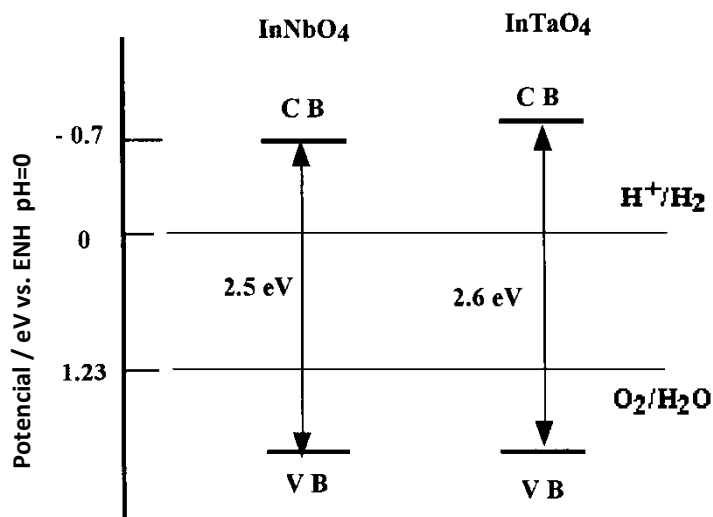 InNbO4
InTaO4
C B
C B
- 0.7
H+/H2
0
2.5 eV
2.6 eV
1.23
O2/H2O
V B
V B
Potencial / eV vs. ENH pH=0